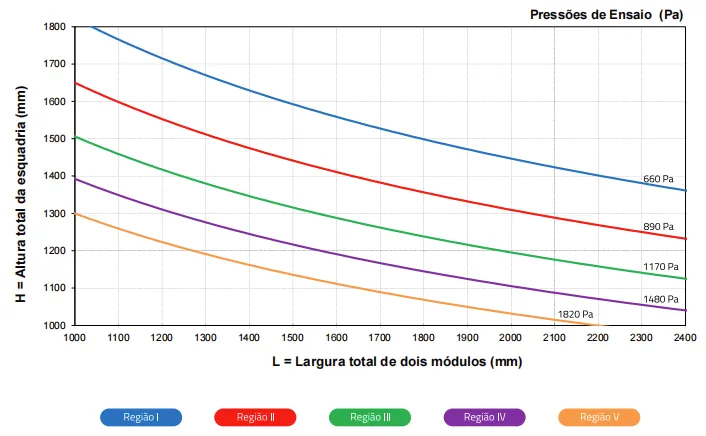 Pressões de Ensaio (Pa)
H = Altura total da esquadria (mm)
1800
1700
1600
1500
1400
1300
1200
1100
1000
660 Pa
890 Pa
1170 Pa
1480 Pa
1820 Pa
1000 1100 1200 1300 1400 1500 1600 1700 1800 1900 2000 2100 2200 2300 2400
L = Largura total de dois módulos (mm)
Região I Região II Região III Região IV Região V